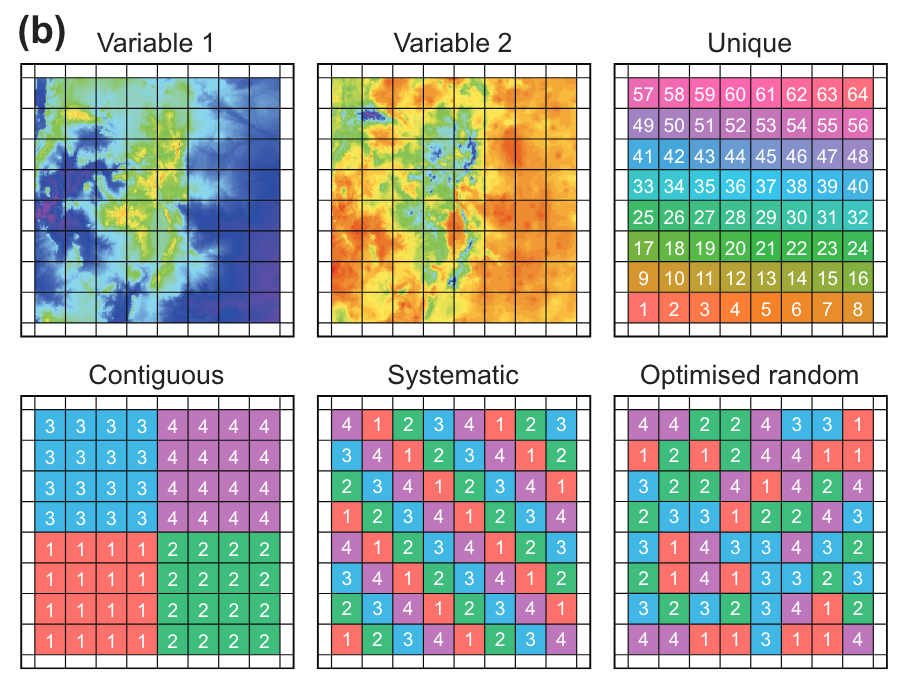 (b)
Variable 1 Variable 2 Unique
57 58 59 60 61 62 63 64
49 50 51 52 53 54 55 56
41 42 43 44 45 46 47 48
33 34 35 36 37 38 39 40
25 26 27 28 29 30 31 32
17 18 19 20 21 22 23 24
9 10 11 12 13 14 15 16
1 2 3 4 5 6 7 8
Contiguous Systematic Optimised random
3 3 3 3 4 4 4 4 4 1 2 3 4 1 2 3 4 4 2 2 4 3 3 1
3 3 3 3 4 4 4 4 3 4 1 2 3 4 1 2 1 2 1 2 4 4 1 1
3 3 3 3 4 4 4 4 2 3 4 1 2 3 4 1 3 2 2 4 1 4 2 4
3 3 3 3 4 4 4 4 1 2 3 4 1 2 3 4 2 3 3 1 2 2 4 3
1 1 1 1 2 2 2 2 4 1 2 3 4 1 2 3 3 1 4 3 3 4 3 2
1 1 1 1 2 2 2 2 3 4 1 2 3 4 1 2 2 1 4 1 3 3 2 3
1 1 1 1 2 2 2 2 2 3 4 1 2 3 4 1 3 2 3 2 3 4 1 2
1 1 1 1 2 2 2 2 1 2 3 4 1 2 3 4 4 4 1 1 3 1 1 4